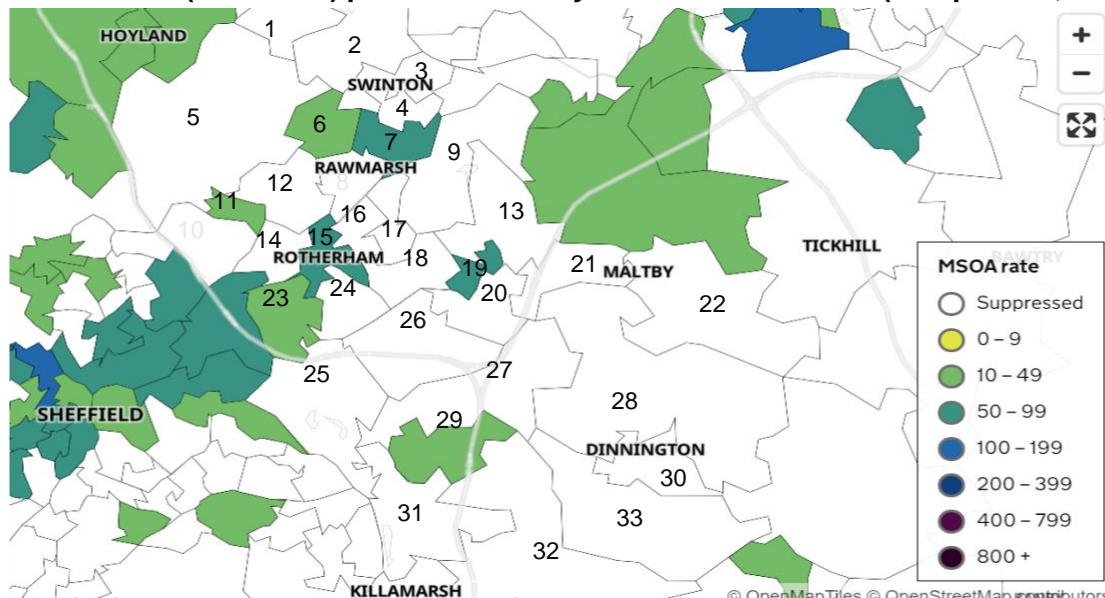 HOYLAND
1
2
SWINTON
3
4
5
6
7
9
RAWMARSH
8
12
11
13
16
10
14
15
17
ROTHERHAM
18
19
20
21
MALTBY
TICKHILL
BAWTRY
23
24
22
26
25
27
28
29
SHEFFIELD
DINNINGTON
30
31
33
32
KILLAMARSH
+
−
MSOA rate
Suppressed
0 – 9
10 – 49
50 – 99
100 – 199
200 – 399
400 – 799
800 +
© OpenMapTiles © OpenStreetMap contributors